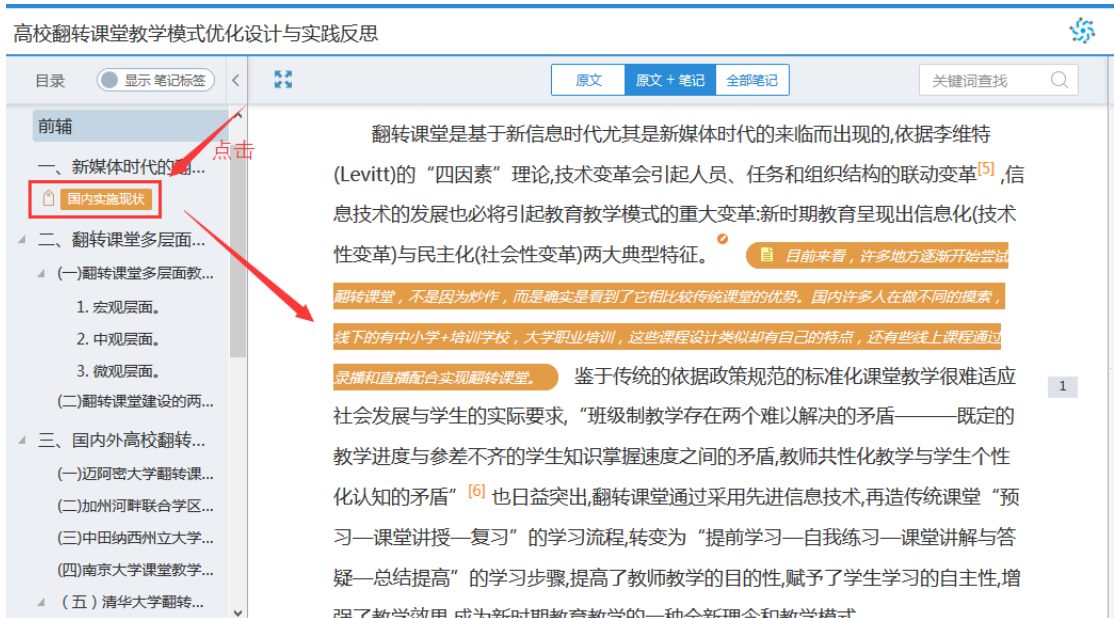 高校翻转课堂教学模式优化设计与实践反思
目录
显示 笔记标签
<
原文
原文 + 笔记
全部笔记
关键词查找
前辅
一、新媒体时代的翻...
点击
国内实施现状
二、翻转课堂多层面...
(一)翻转课堂多层面教...
1. 宏观层面。
2. 中观层面。
3. 微观层面。
(二)翻转课堂建设的两...
三、国内外高校翻转...
(一)迈阿密大学翻转课...
(二)加州河畔联合学区...
(三)中田纳西州立大学...
(四)南京大学课堂教学...
（五）清华大学翻转...
翻转课堂是基于新信息时代尤其是新媒体时代的来临而出现的,依据李维特
(Levitt)的“四因素”理论,技术变革会引起人员、任务和组织结构的联动变革[5] ,信
息技术的发展也必将引起教育教学模式的重大变革:新时期教育呈现出信息化(技术
性变革)与民主化(社会性变革)两大典型特征。 目前来看，许多地方逐渐开始尝试
翻转课堂，不是因为炒作，而是确实是看到了它相比较传统课堂的优势。国内许多人在做不同的摸索，
线下的有中小学+培训学校，大学职业培训，这些课程设计类似却有自己的特点，还有些线上课程通过
录播和直播配合实现翻转课堂。 鉴于传统的依据政策规范的标准化课堂教学很难适应
社会发展与学生的实际要求,“班级制教学存在两个难以解决的矛盾———既定的
教学进度与参差不齐的学生知识掌握速度之间的矛盾,教师共性化教学与学生个性
化认知的矛盾”[6] 也日益突出,翻转课堂通过采用先进信息技术,再造传统课堂“预
习—课堂讲授—复习”的学习流程,转变为“提前学习—自我练习—课堂讲解与答
疑—总结提高”的学习步骤,提高了教师教学的目的性,赋予了学生学习的自主性,增
强了教学效果,成为新时期教育教学的一种全新理念和教学模式
1